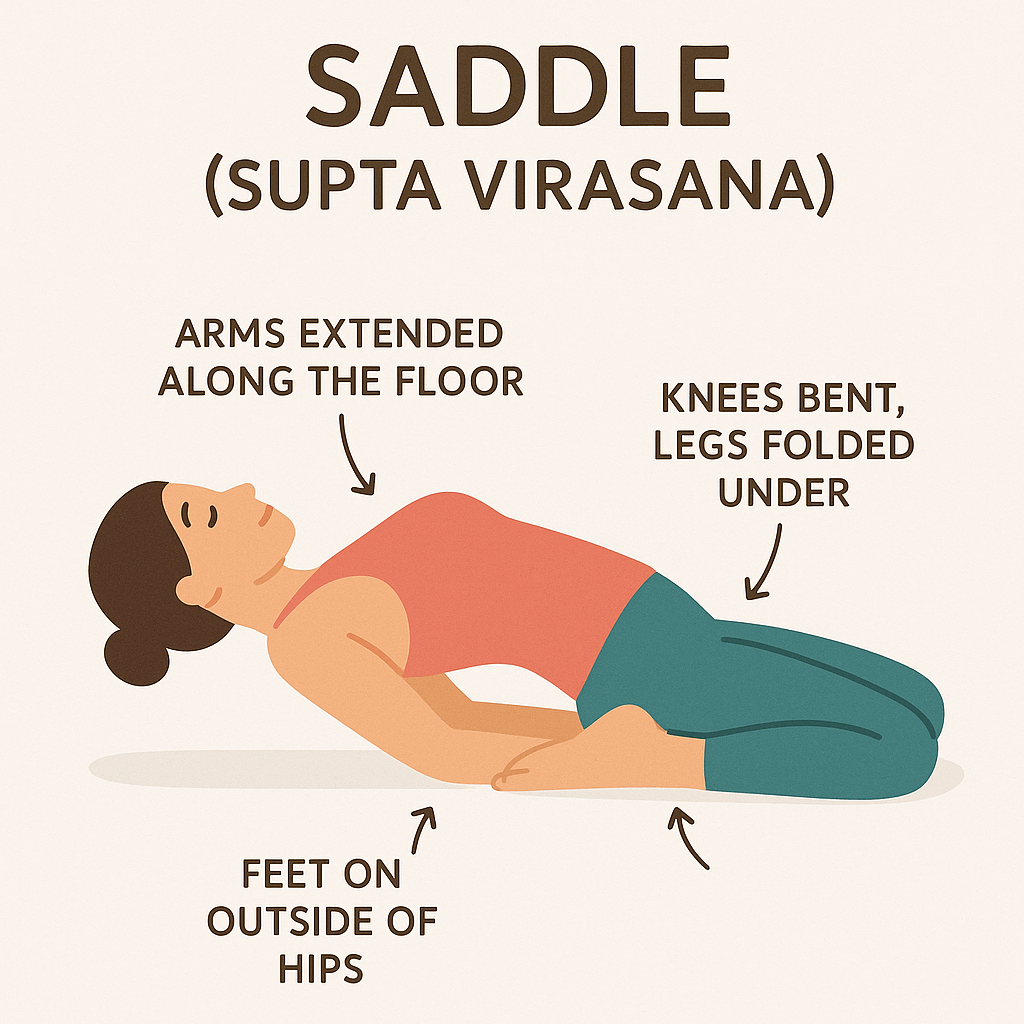 SADDLE
(SUPTA VIRASANA)
ARMS EXTENDED
ALONG THE FLOOR
KNEES BENT,
LEGS FOLDED
UNDER
FEET ON
OUTSIDE OF
HIPS